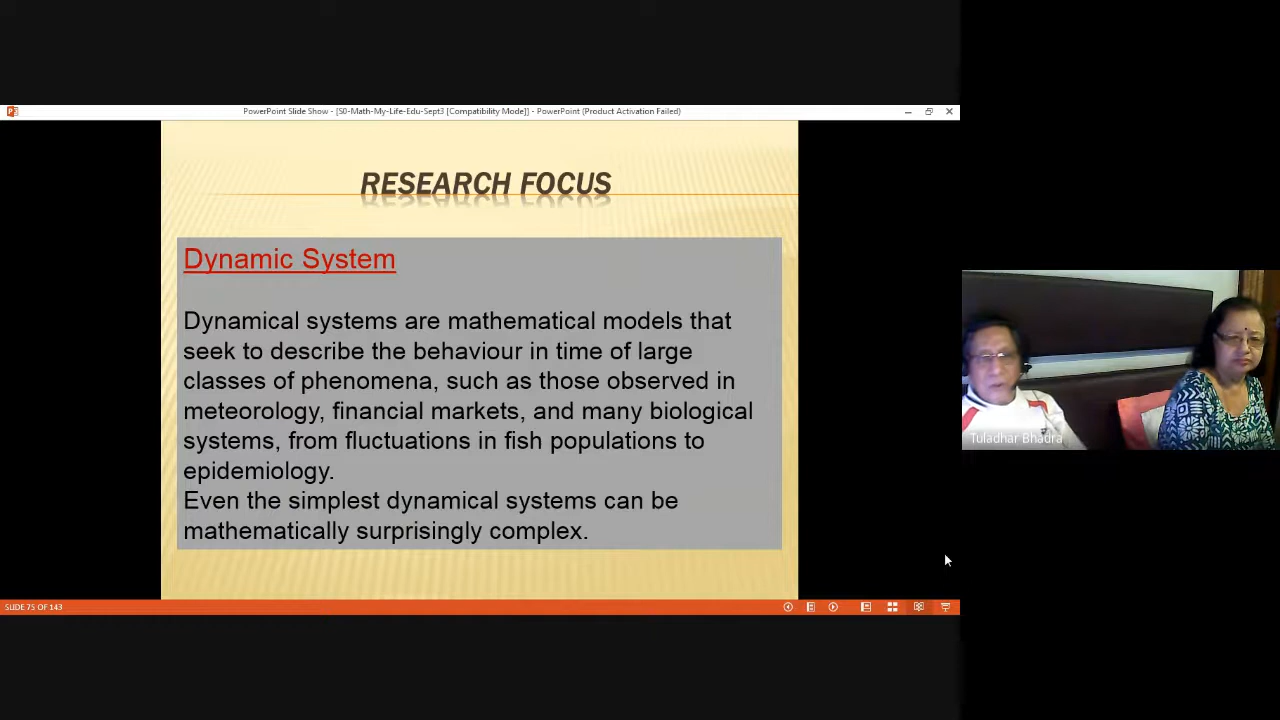 PowerPoint Slide Show - [S0-Math-My-Life-Edu-Sept3 [Compatibility Mode]] - PowerPoint (Product Activation Failed)
RESEARCH FOCUS
Dynamic System
Dynamical systems are mathematical models that
seek to describe the behaviour in time of large
classes of phenomena, such as those observed in
meteorology, financial markets, and many biological
systems, from fluctuations in fish populations to
epidemiology.
Even the simplest dynamical systems can be
mathematically surprisingly complex.
Tuladhar Bhadra
SLIDE 75 OF 143